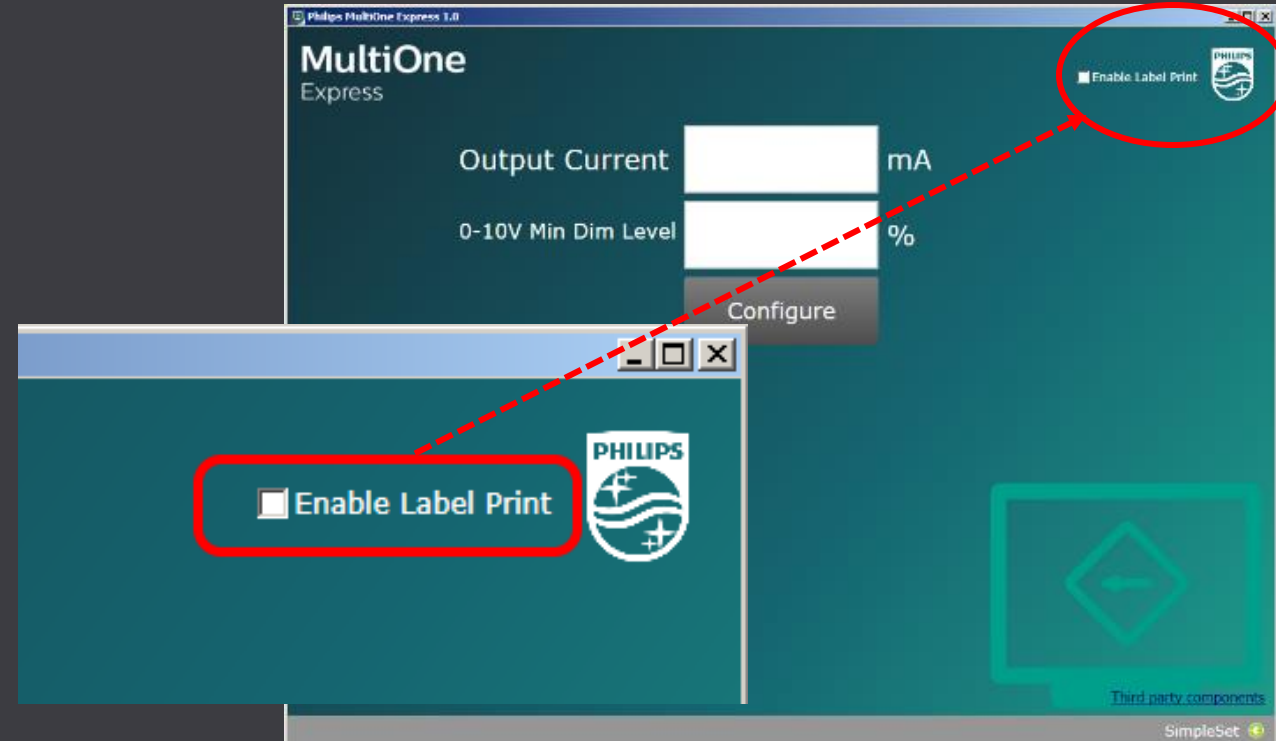 Philips MultiOne Express 1.0
MultiOne
Express
Enable Label Print
PHILIPS
Output Current
mA
0-10V Min Dim Level
%
Configure
Enable Label Print
PHILIPS
Third party components
SimpleSet